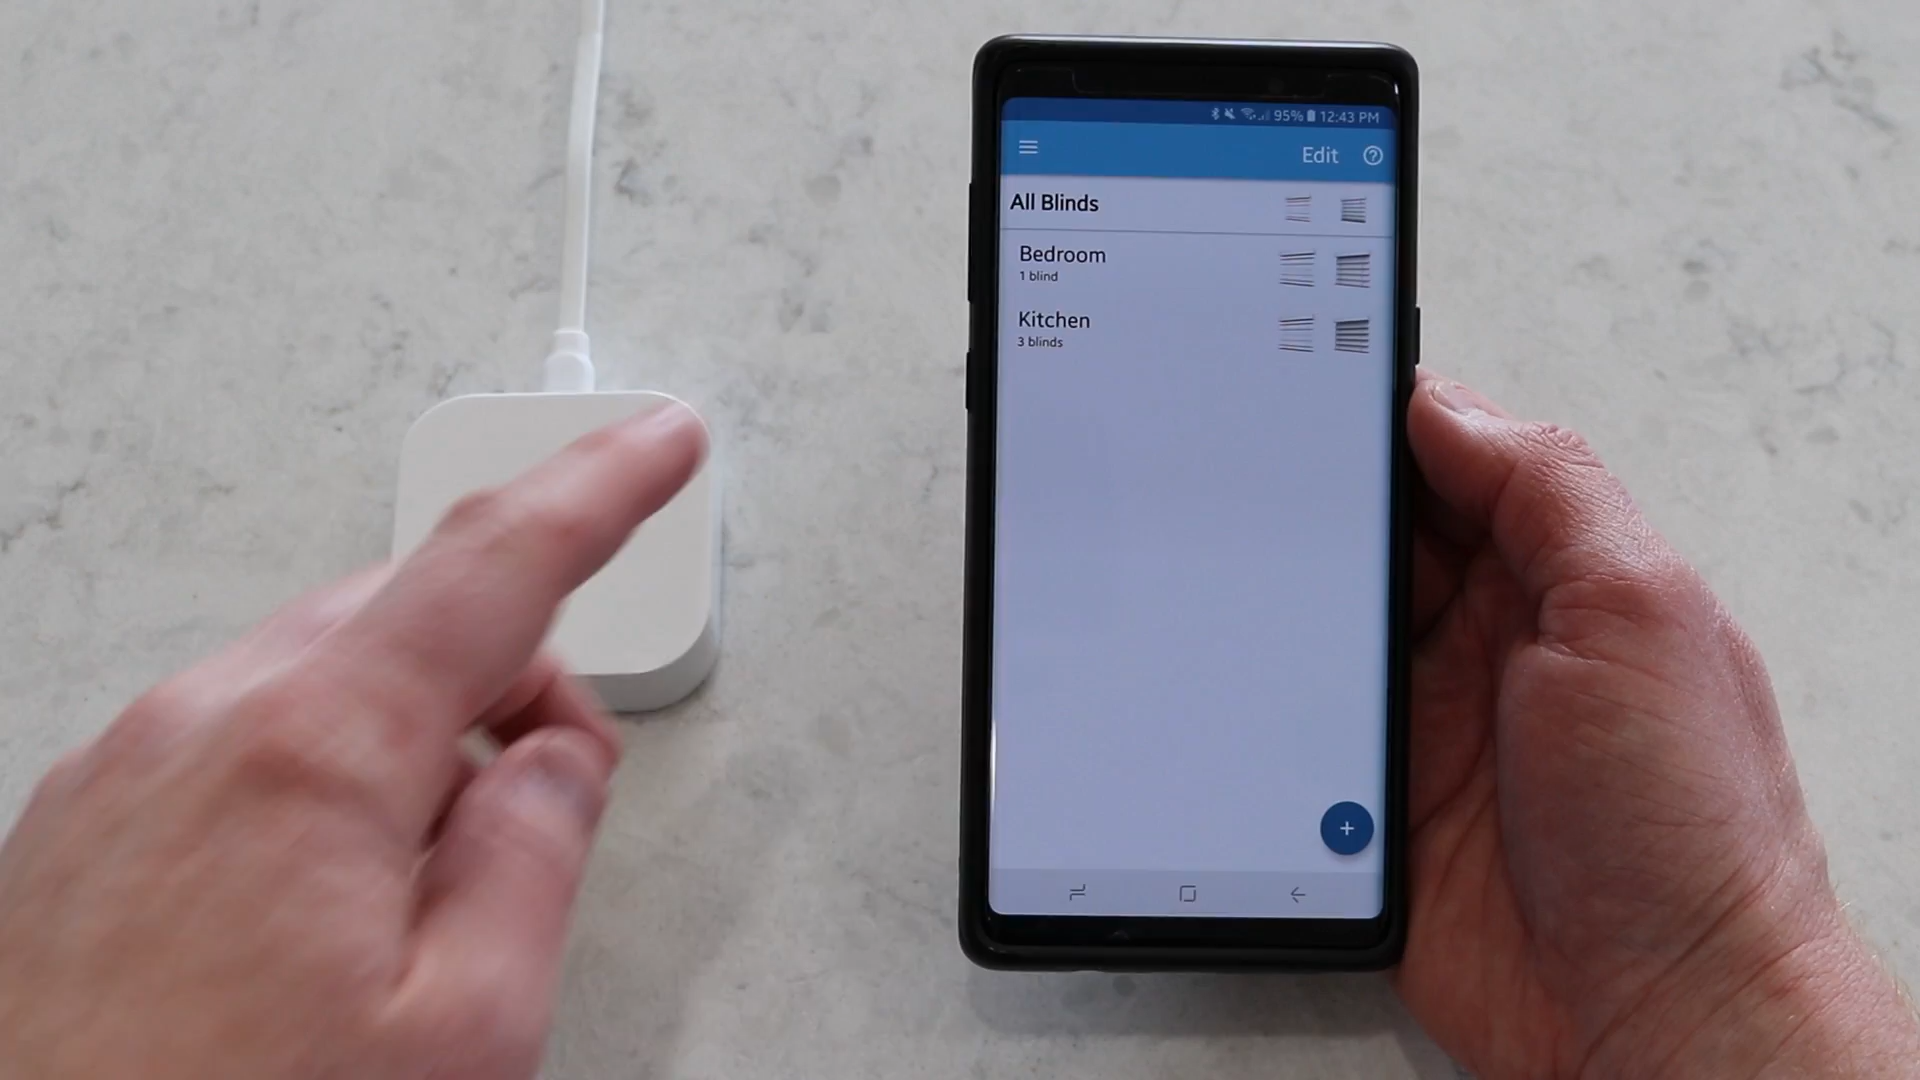 95% 12:43 PM
Edit
All Blinds
Bedroom
1 blind
Kitchen
3 blinds